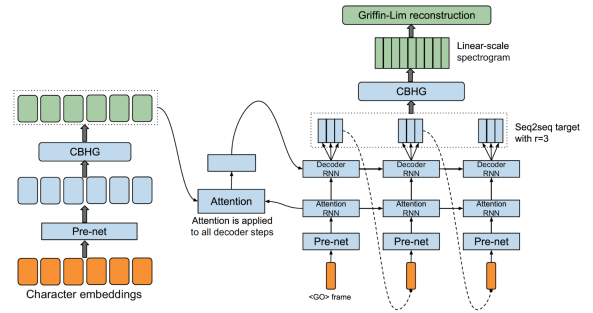 Griffin-Lim reconstruction
Linear-scale
spectrogram
CBHG
Seq2seq target
with r=3
CBHG
Decoder
RNN
Decoder
RNN
Decoder
RNN
Attention
Attention is applied
to all decoder steps
Attention
RNN
Attention
RNN
Attention
RNN
Pre-net
Pre-net
Pre-net
Pre-net
<GO> frame
Character embeddings